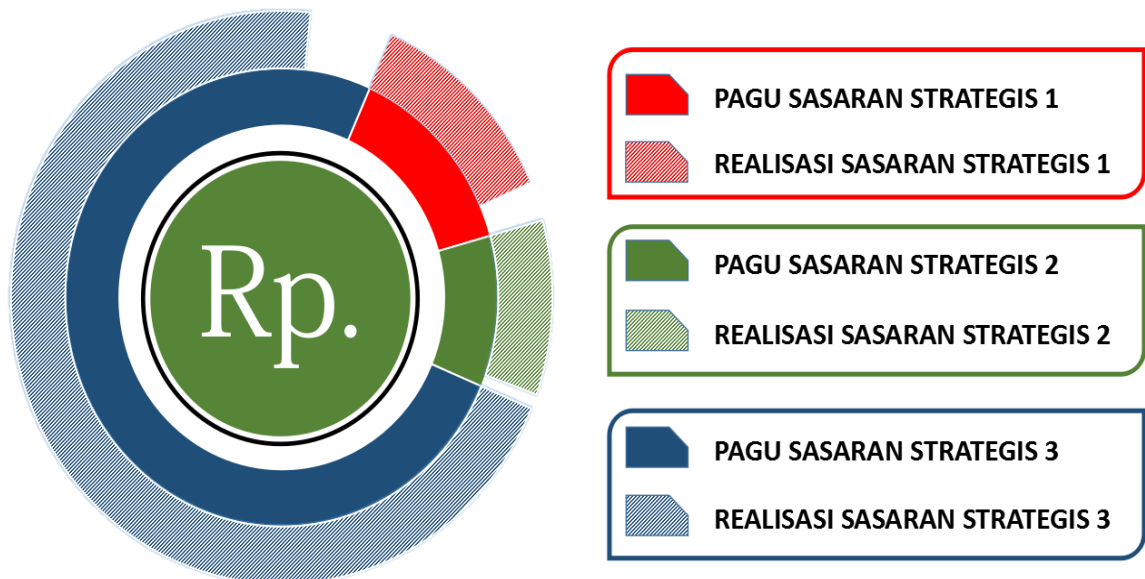 Rp.
PAGU SASARAN STRATEGIS 1
REALISASI SASARAN STRATEGIS 1
PAGU SASARAN STRATEGIS 2
REALISASI SASARAN STRATEGIS 2
PAGU SASARAN STRATEGIS 3
REALISASI SASARAN STRATEGIS 3